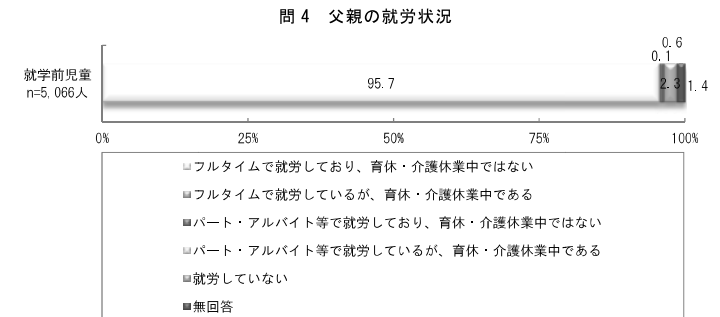 問4　父親の就労状況
0.6
0.1
就学前児童
n=5,066人
95.7
2.3
1.4
0%
25%
50%
75%
100%
フルタイムで就労しており、育休・介護休業中ではない
フルタイムで就労しているが、育休・介護休業中である
パート・アルバイト等で就労しており、育休・介護休業中ではない
パート・アルバイト等で就労しているが、育休・介護休業中である
就労していない
無回答